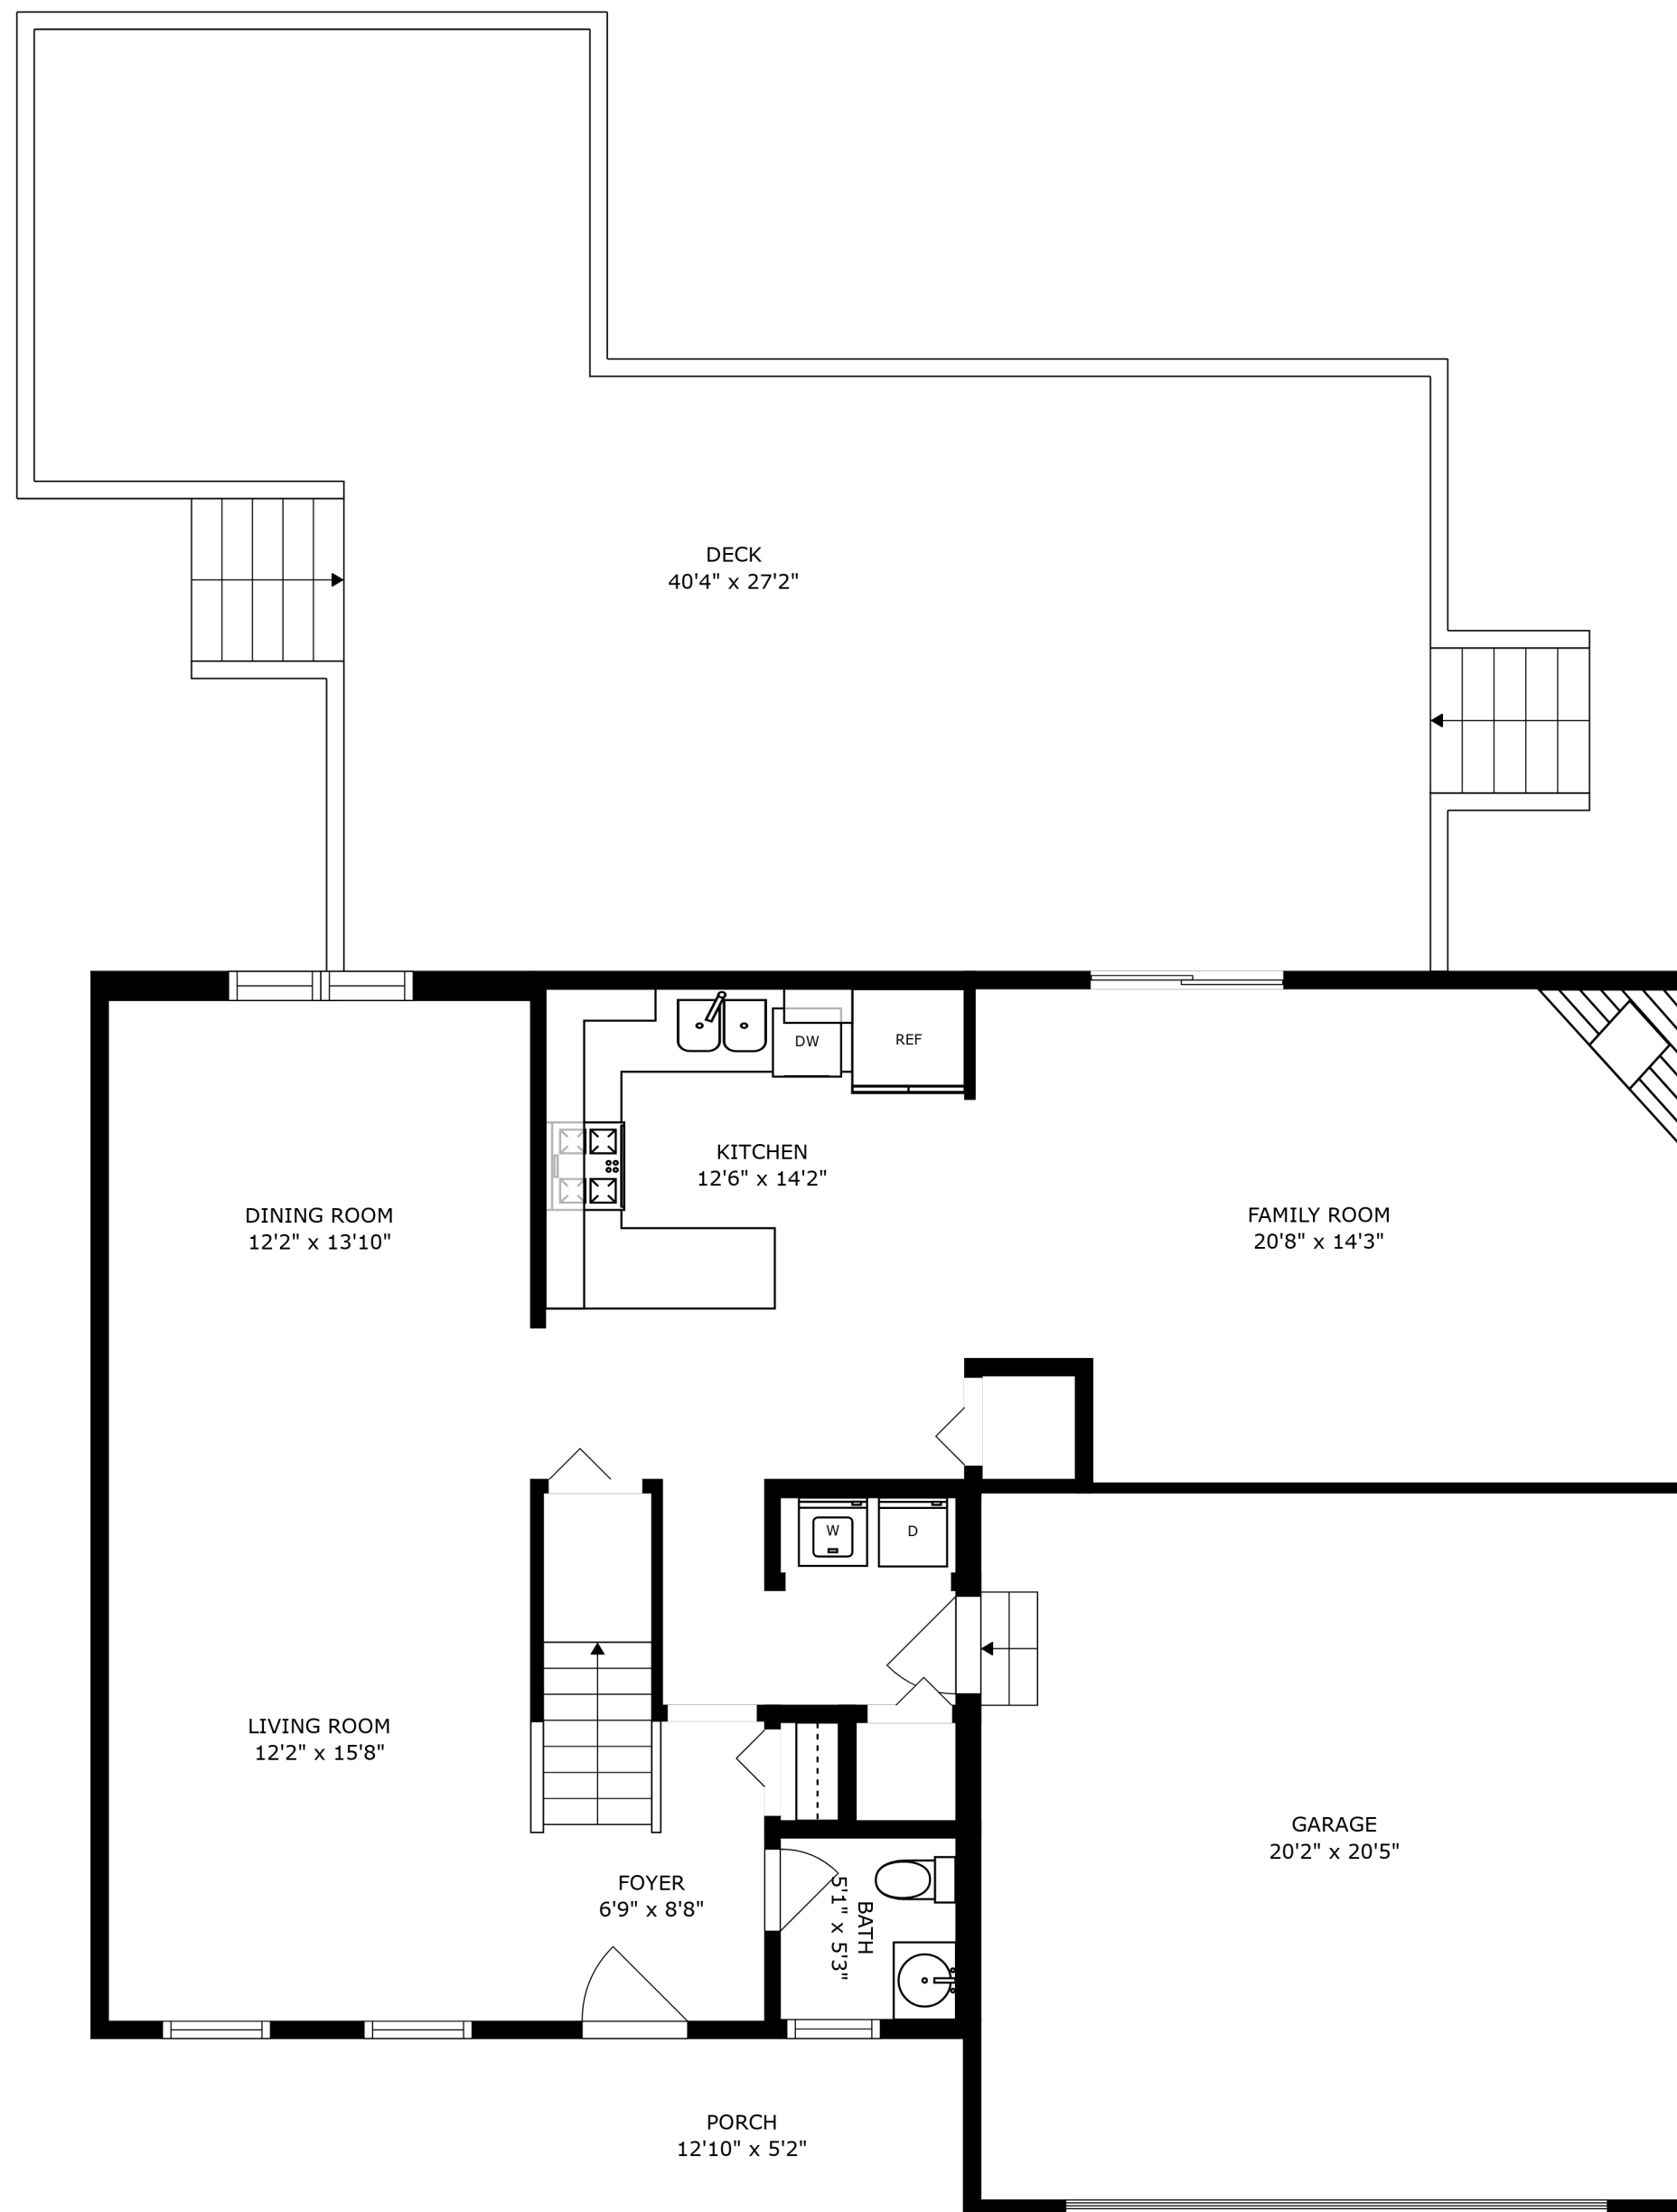 DECK
40'4" x 27'2"
DW
REF
KITCHEN
12'6" x 14'2"
DINING ROOM
12'2" x 13'10"
FAMILY ROOM
20'8" x 14'3"
W
D
LIVING ROOM
12'2" x 15'8"
GARAGE
20'2" x 20'5"
FOYER
6'9" x 8'8"
BATH
5'1" x 5'3"
PORCH
12'10" x 5'2"